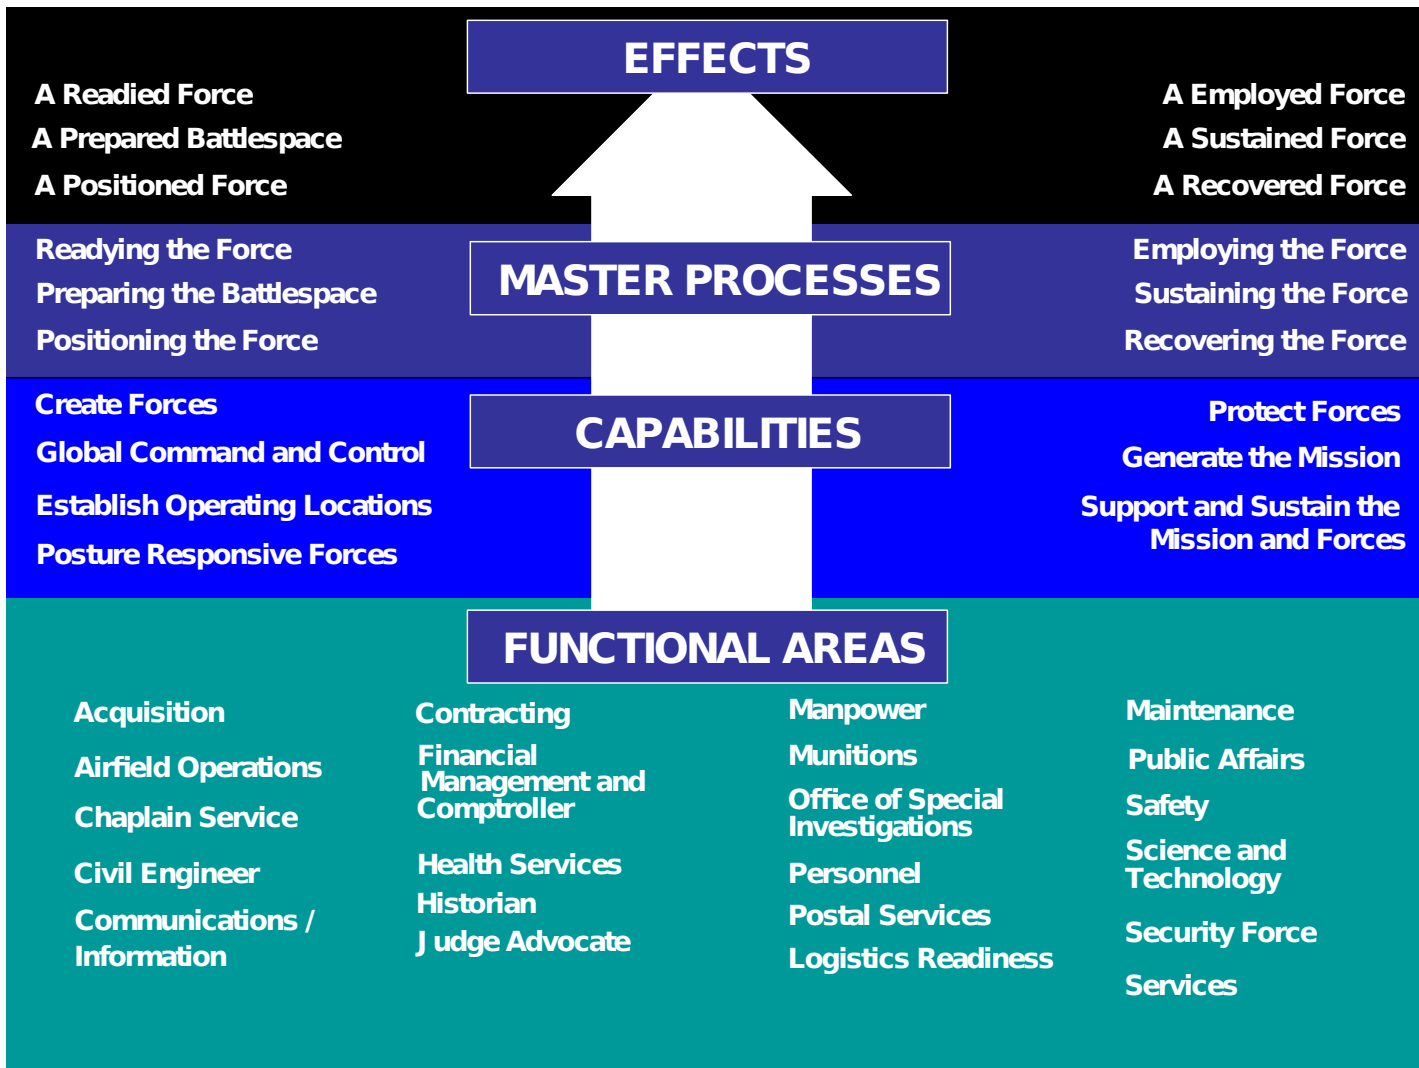 EFFECTS
A Readied Force
A Prepared Battlespace
A Positioned Force
A Employed Force
A Sustained Force
A Recovered Force
MASTER PROCESSES
Readying the Force
Preparing the Battlespace
Positioning the Force
Employing the Force
Sustaining the Force
Recovering the Force
CAPABILITIES
Create Forces
Global Command and Control
Establish Operating Locations
Posture Responsive Forces
Protect Forces
Generate the Mission
Support and Sustain the
Mission and Forces
FUNCTIONAL AREAS
Acquisition
Airfield Operations
Chaplain Service
Civil Engineer
Communications /
Information
Contracting
Financial
Management and
Comptroller
Health Services
Historian
Judge Advocate
Manpower
Munitions
Office of Special
Investigations
Personnel
Postal Services
Logistics Readiness
Maintenance
Public Affairs
Safety
Science and
Technology
Security Force
Services